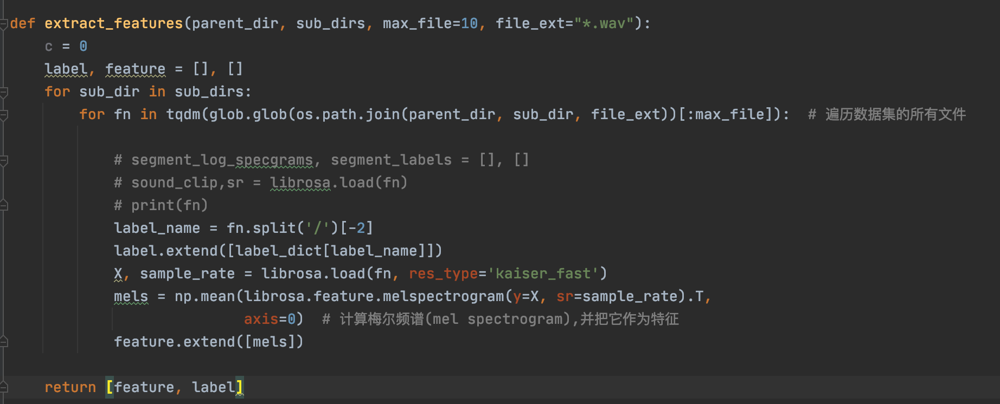 def extract_features(parent_dir, sub_dirs, max_file=10, file_ext="*.wav"):
    c = 0
    label, feature = [], []
    for sub_dir in sub_dirs:
        for fn in tqdm(glob.glob(os.path.join(parent_dir, sub_dir, file_ext))[:max_file]):  # 遍历数据集的所有文件

            # segment_log_specgrams, segment_labels = [], []
            # sound_clip,sr = librosa.load(fn)
            # print(fn)
            label_name = fn.split('/')[-2]
            label.extend([label_dict[label_name]])
            X, sample_rate = librosa.load(fn, res_type='kaiser_fast')
            mels = np.mean(librosa.feature.melspectrogram(y=X, sr=sample_rate).T,
                           axis=0)  # 计算梅尔频谱(mel spectrogram),并把它作为特征
            feature.extend([mels])

    return [feature, label]